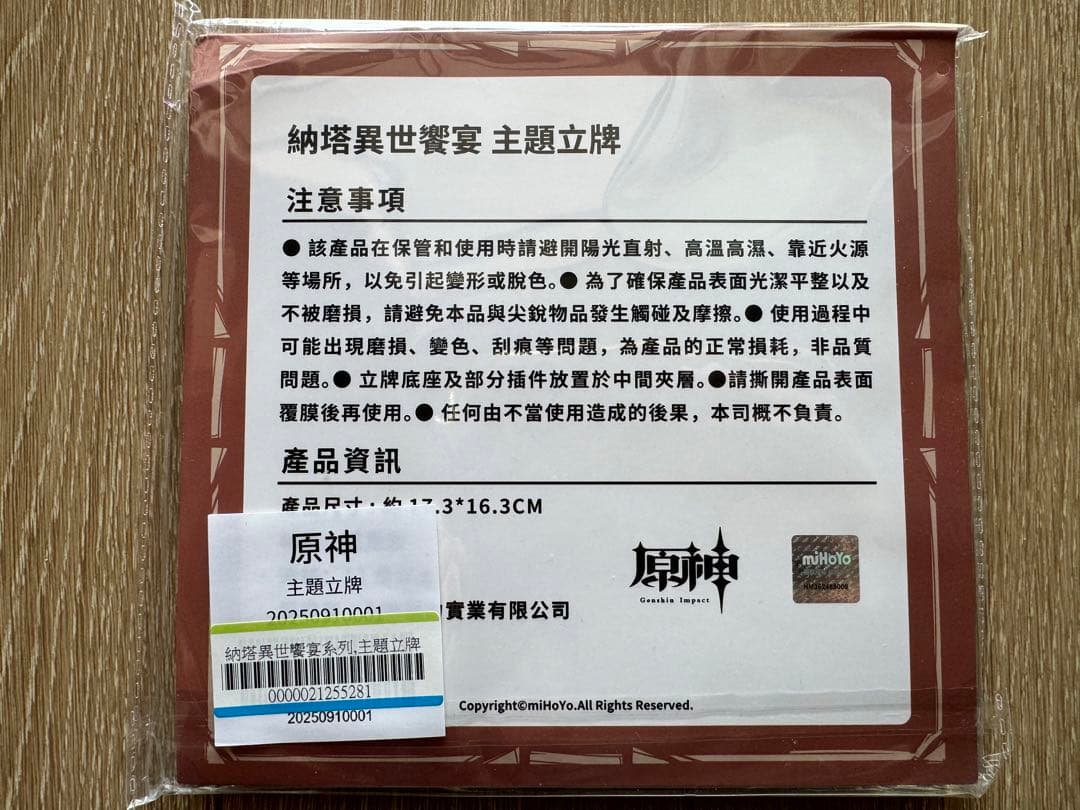 納塔異世饗宴 主題立牌
注意事項
● 該產品在保管和使用時請避開陽光直射、高溫高濕、靠近火源
等場所，以免引起變形或脫色。● 為了確保產品表面光潔平整以及
不被磨損，請避免本品與尖銳物品發生觸碰及摩擦。● 使用過程中
可能出現磨損、變色、刮痕等問題，為產品的正常損耗，非品質
問題。● 立牌底座及部分插件放置於中間夾層。●請撕開產品表面
覆膜後再使用。● 任何由不當使用造成的後果，本司概不負責。
產品資訊
產品尺寸：約 17.3*16.3CM
原神
主題立牌
20250910001
實業有限公司
納塔異世饗宴系列,主題立牌
0000021255281
20250910001
原神
Genshin Impact
miHoYo
Copyright©miHoYo.All Rights Reserved.